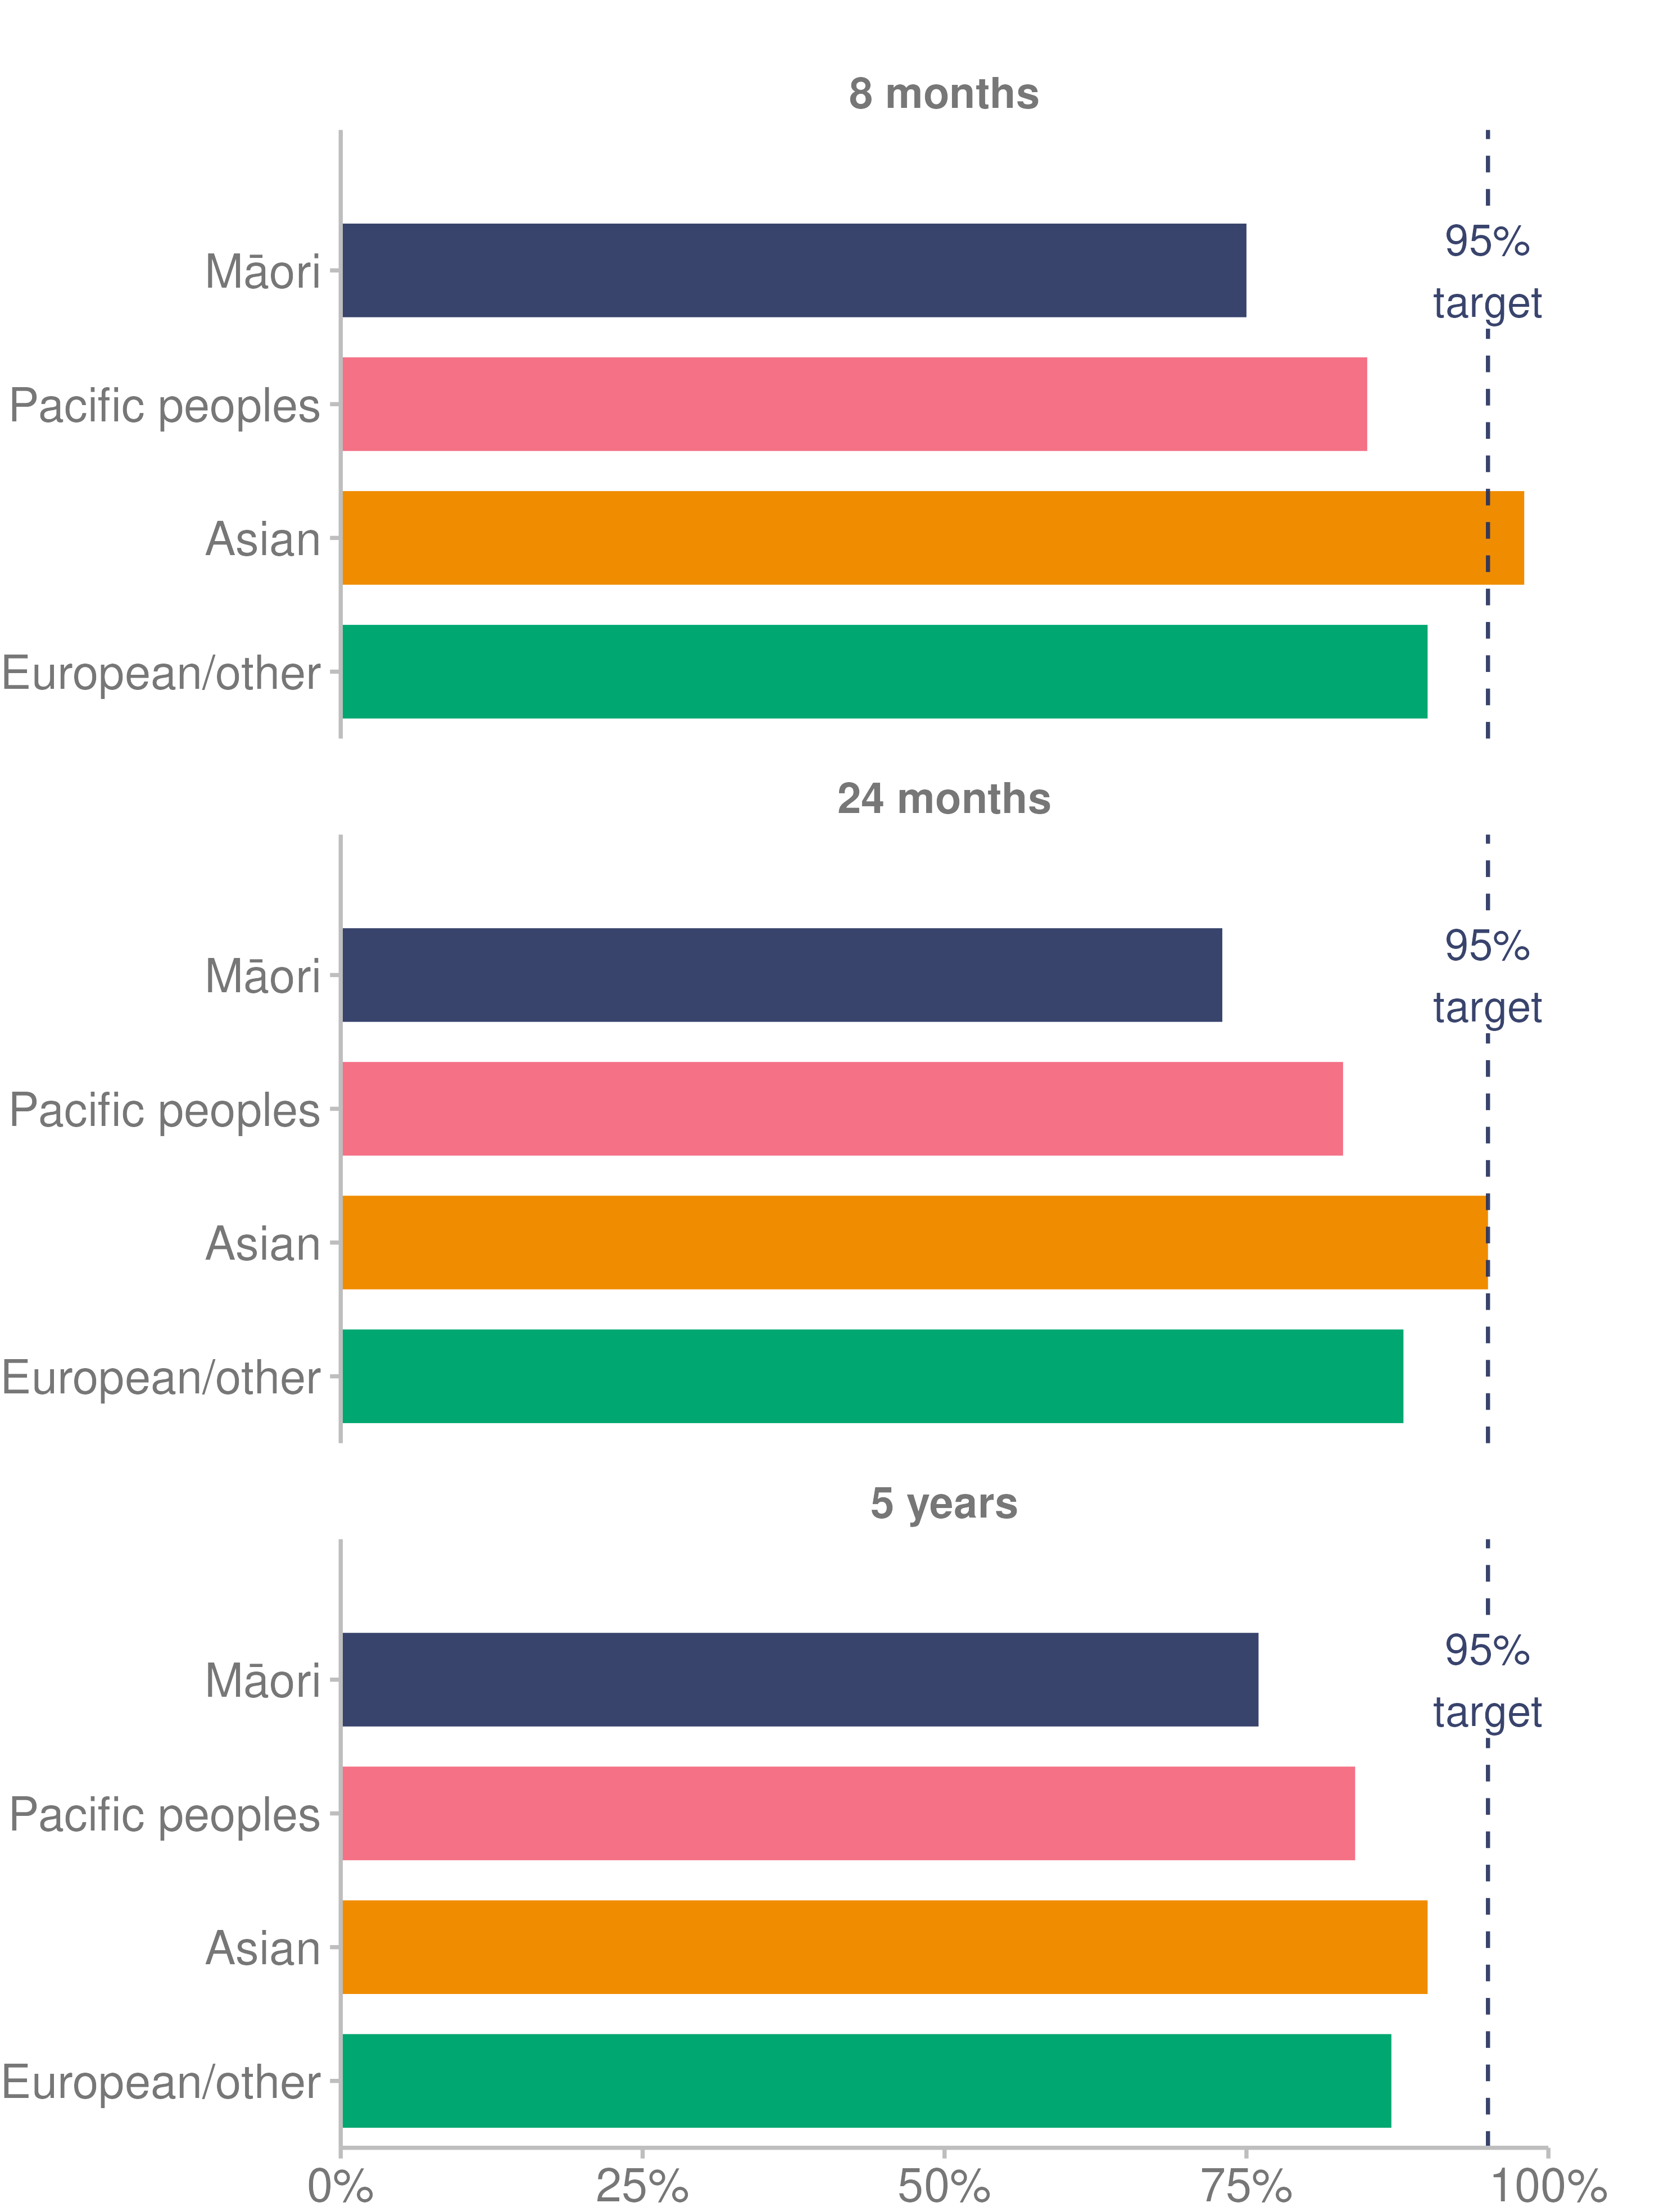 8 months
95%
Māori
target
Pacific peoples
Asian
European/other
24 months
95%
Māori
target
Pacific peoples
Asian
European/other
5 years
95%
Māori
target
Pacific peoples
Asian
European/other
0% 25% 50% 75% 100%